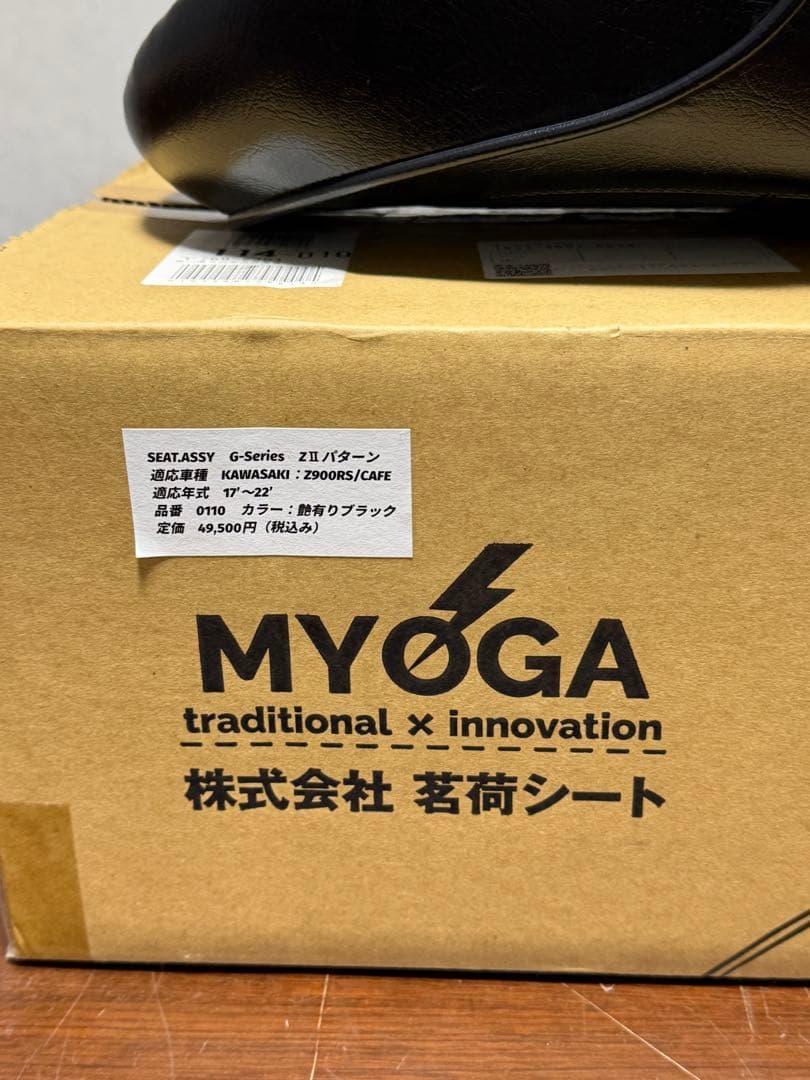 114 010
SEAT.ASSY G-Series ZⅡパターン
適応車種 KAWASAKI：Z900RS/CAFE
適応年式 17'～22'
品番 0110 カラー：艶有りブラック
定価 49,500円（税込み）
MYOGA
traditional × innovation
株式会社 茗荷シート